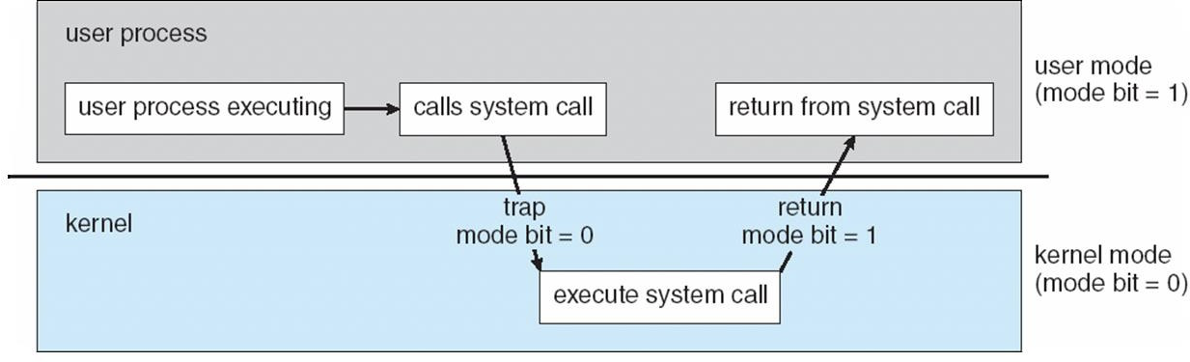 user process
user process executing
calls system call
return from system call
user mode
(mode bit = 1)
kernel
trap
mode bit = 0
return
mode bit = 1
execute system call
kernel mode
(mode bit = 0)